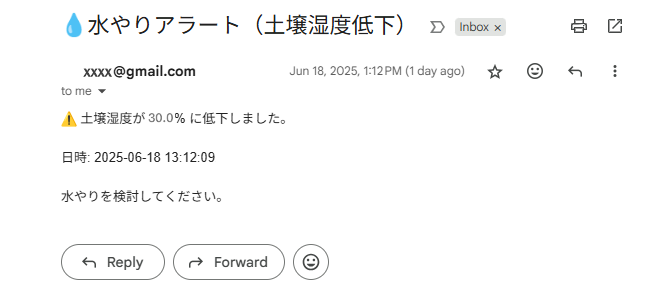 💧水やりアラート（土壌湿度低下） Inbox ×
xxxx@gmail.com Jun 18, 2025, 1:12 PM (1 day ago)
to me
⚠️ 土壌湿度が 30.0% に低下しました。
日時: 2025-06-18 13:12:09
水やりを検討してください。
Reply Forward